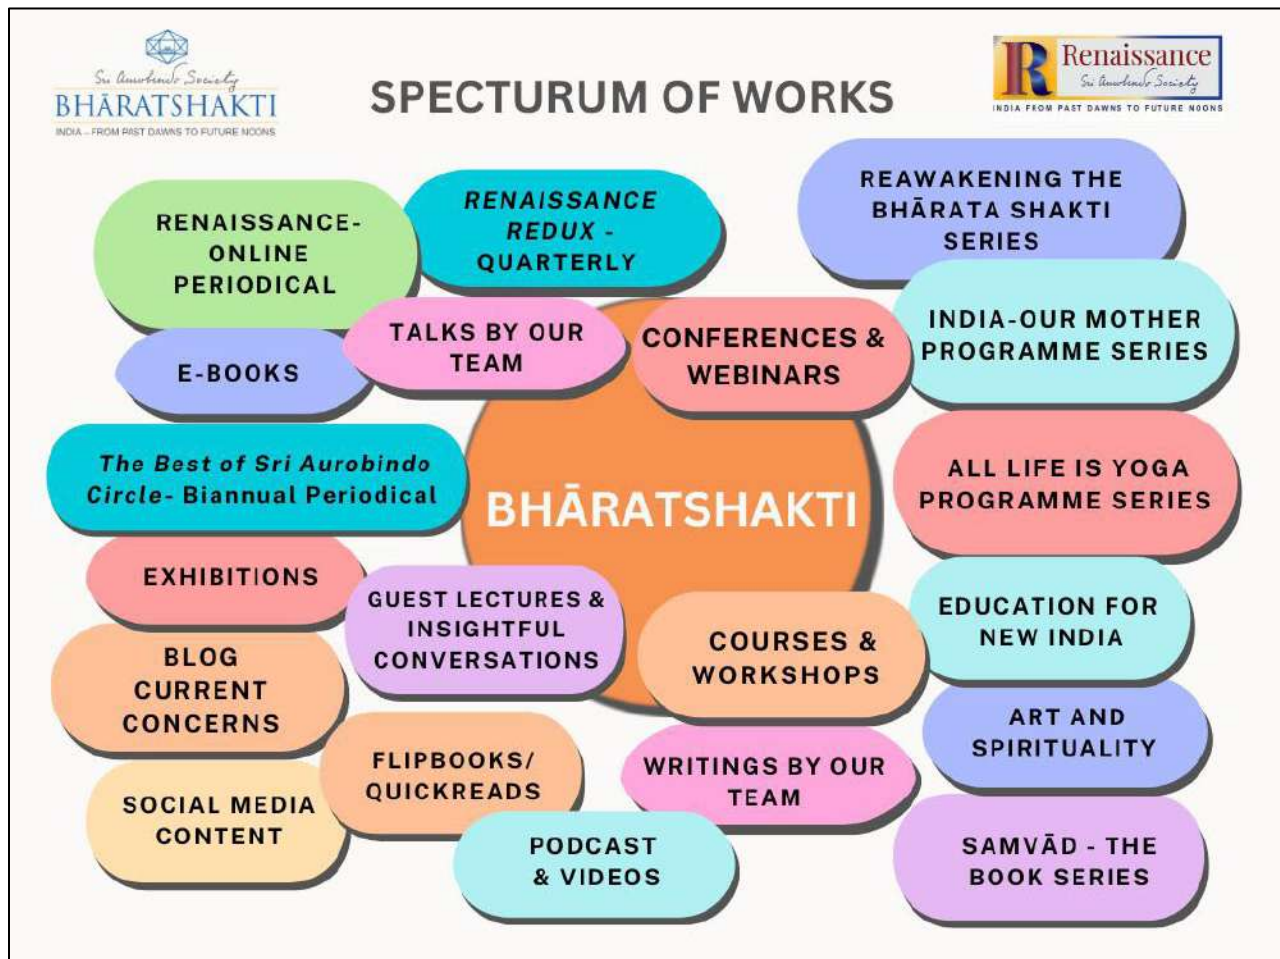 Sri Aurobindo Society
BHĀRATSHAKTI
INDIA – FROM PAST DAWNS TO FUTURE NOONS
SPECTURUM OF WORKS
Renaissance
Sri Aurobindo Society
INDIA FROM PAST DAWNS TO FUTURE NOONS
RENAISSANCE-
ONLINE
PERIODICAL
RENAISSANCE
REDUX -
QUARTERLY
REAWAKENING THE
BHĀRATA SHAKTI
SERIES
E-BOOKS
TALKS BY OUR
TEAM
CONFERENCES &
WEBINARS
INDIA-OUR MOTHER
PROGRAMME SERIES
The Best of Sri Aurobindo
Circle- Biannual Periodical
BHĀRATSHAKTI
ALL LIFE IS YOGA
PROGRAMME SERIES
EXHIBITIONS
GUEST LECTURES &
INSIGHTFUL
CONVERSATIONS
COURSES &
WORKSHOPS
EDUCATION FOR
NEW INDIA
BLOG
CURRENT
CONCERNS
FLIPBOOKS/
QUICKREADS
WRITINGS BY OUR
TEAM
ART AND
SPIRITUALITY
SOCIAL MEDIA
CONTENT
PODCAST
& VIDEOS
SAMVĀD - THE
BOOK SERIES